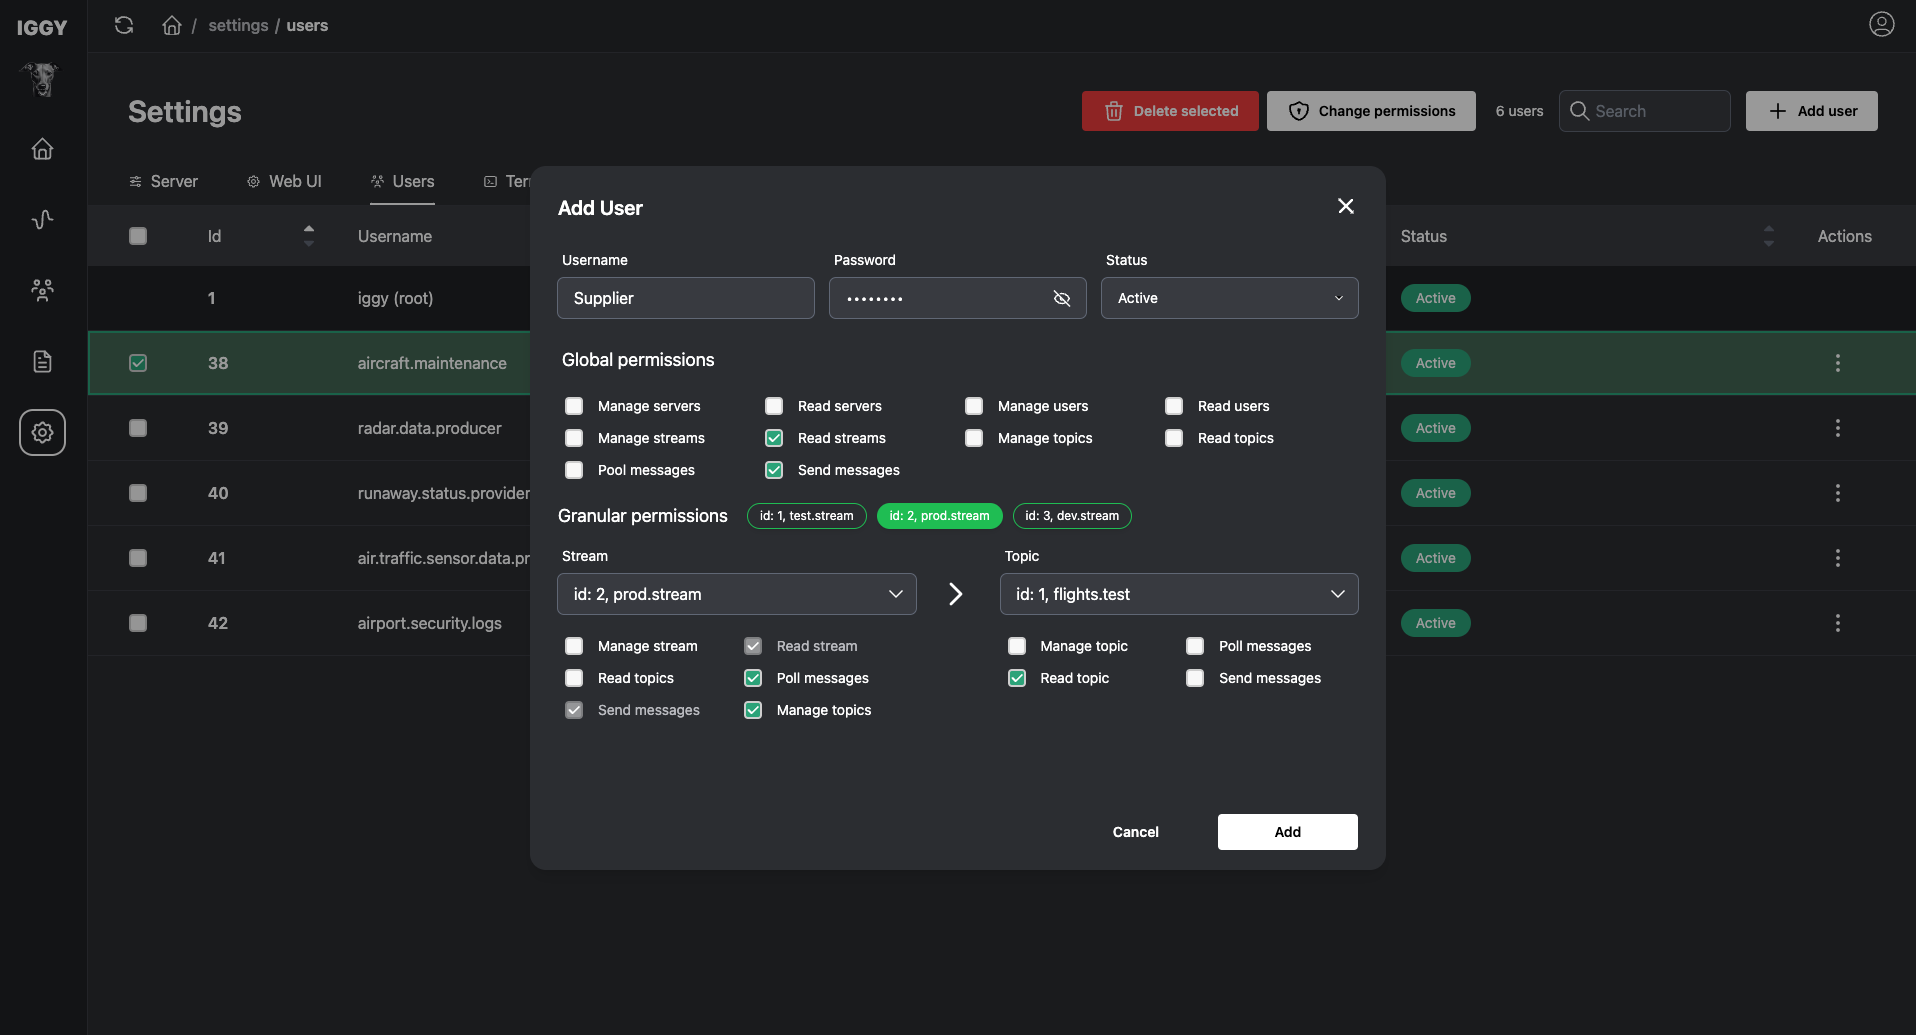 IGGY
/ settings / users
Settings
Delete selected
Change permissions
6 users
Search
Add user
Server
Web UI
Users
Id
Username
Status
Actions
1
iggy (root)
Active
38
aircraft.maintenance
Active
39
radar.data.producer
Active
40
runaway.status.provider
Active
41
air.traffic.sensor.data.pr
Active
42
airport.security.logs
Active
Add User
Username
Password
Status
Supplier
••••••••
Active
Global permissions
Manage servers
Read servers
Manage users
Read users
Manage streams
Read streams
Manage topics
Read topics
Pool messages
Send messages
Granular permissions
id: 1, test.stream
id: 2, prod.stream
id: 3, dev.stream
Stream
Topic
id: 2, prod.stream
id: 1, flights.test
Manage stream
Read stream
Manage topic
Poll messages
Read topics
Poll messages
Read topic
Send messages
Send messages
Manage topics
Cancel
Add